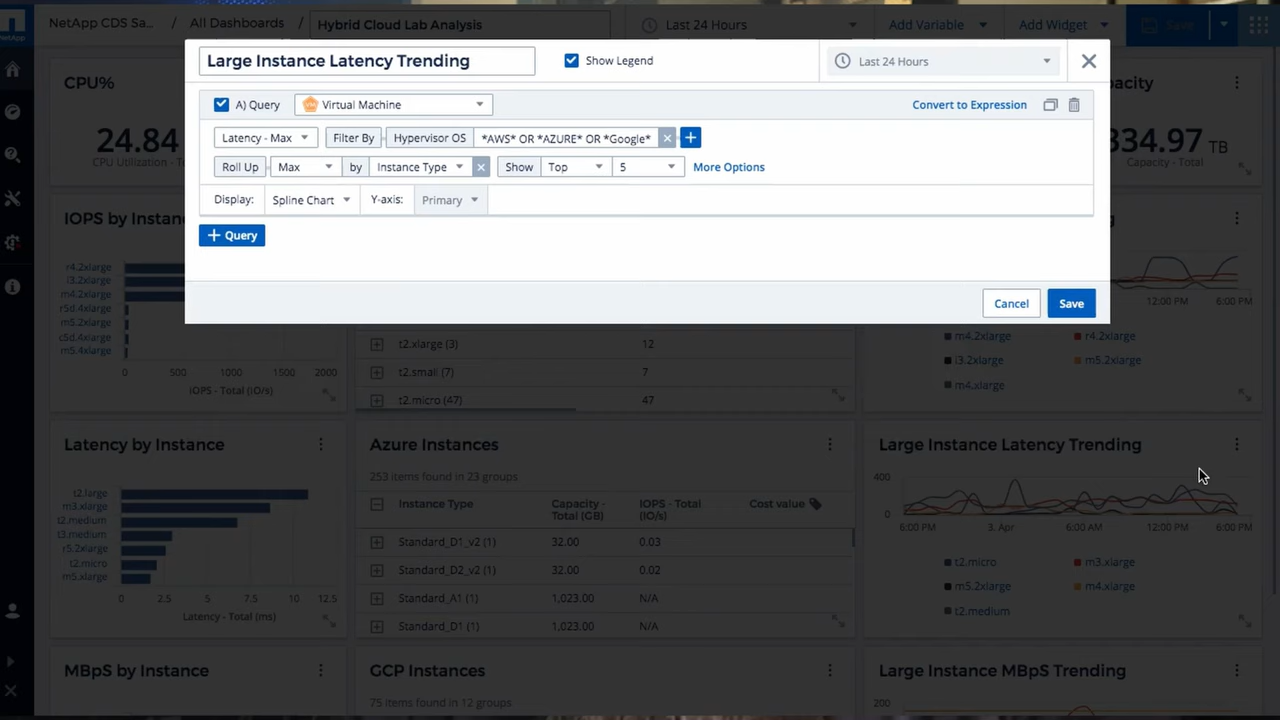 NetApp CDS Sa... / All Dashboards / Hybrid Cloud Lab Analysis Last 24 Hours Add Variable Add Widget Save
NetApp
Large Instance Latency Trending Show Legend Last 24 Hours
A) Query Virtual Machine Convert to Expression
Latency - Max Filter By Hypervisor OS *AWS* OR *AZURE* OR *Google*
Roll Up Max by Instance Type Show Top 5 More Options
Display: Spline Chart Y-axis: Primary
+ Query
Cancel Save
CPU%
24.84
CPU Utilization - To
pacity
334.97 TB
Capacity - Total
IOPS by Instan
r4.2xlarge
i3.2xlarge
m4.2xlarge
r5d.4xlarge
m5.2xlarge
c5d.4xlarge
m5.4xlarge
0 500 1000 1500 2000
IOPS - Total (IO/s)
t2.xlarge (3) 12
t2.small (7) 7
t2.micro (47) 47
g
12:00 PM 6:00 PM
m4.2xlarge r4.2xlarge
i3.2xlarge m5.2xlarge
m4.xlarge
Latency by Instance
t2.large
m3.xlarge
t2.medium
t3.medium
r5.2xlarge
t2.micro
m5.xlarge
0 2.5 5 7.5 10 12.5
Latency - Total (ms)
Azure Instances
253 items found in 23 groups
Instance Type Capacity - Total (GB) IOPS - Total (IO/s) Cost value
Standard_D1_v2 (1) 32.00 0.03
Standard_D2_v2 (1) 32.00 0.02
Standard_A1 (1) 1,023.00 N/A
Standard_D1 (1) 1,023.00 N/A
Large Instance Latency Trending
400
0
6:00 PM 3. Apr 6:00 AM 12:00 PM 6:00 PM
t2.micro m3.xlarge
m5.2xlarge m4.xlarge
t2.medium
MBpS by Instance
GCP Instances
75 items found in 12 groups
Large Instance MBpS Trending
200